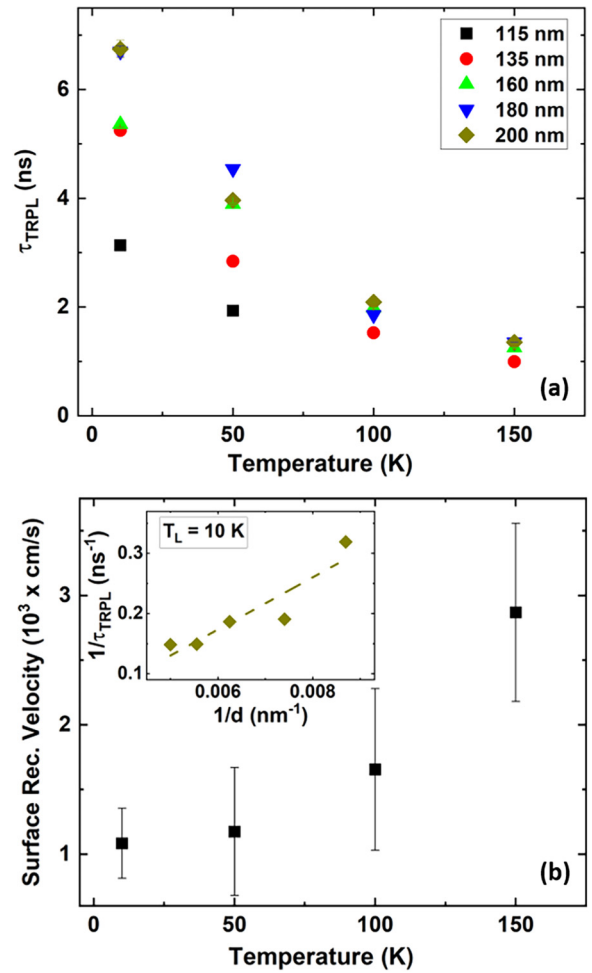 115 nm
135 nm
160 nm
180 nm
200 nm
6
4
2
0
τTRPL (ns)
0 50 100 150
Temperature (K)
(a)
TL = 10 K
0.3
0.2
0.1
1/τTRPL (ns-1)
0.006 0.008
1/d (nm-1)
3
2
1
Surface Rec. Velocity (10³ x cm/s)
0 50 100 150
Temperature (K)
(b)